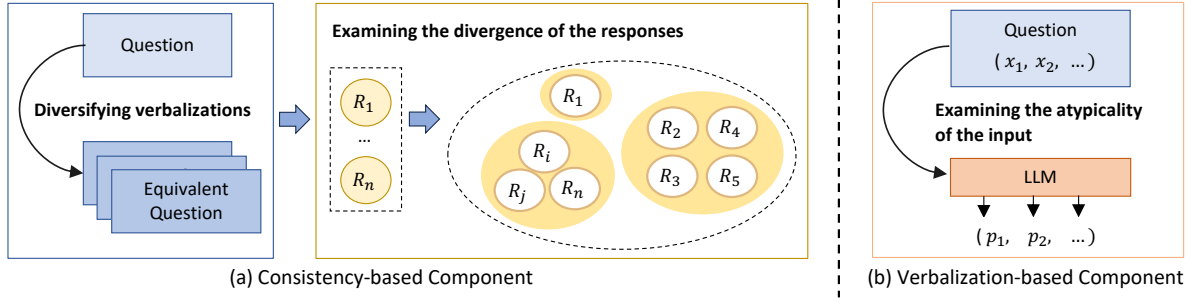 Question
Diversifying verbalizations
Equivalent
Question
(a) Consistency-based Component
Examining the divergence of the responses
R₁
...
Rₙ
R₁
R₂ R₄
Rᵢ
R₃ R₅
Rⱼ Rₙ
Question
( x₁, x₂, ... )
Examining the atypicality
of the input
LLM
( p₁, p₂, ... )
(b) Verbalization-based Component